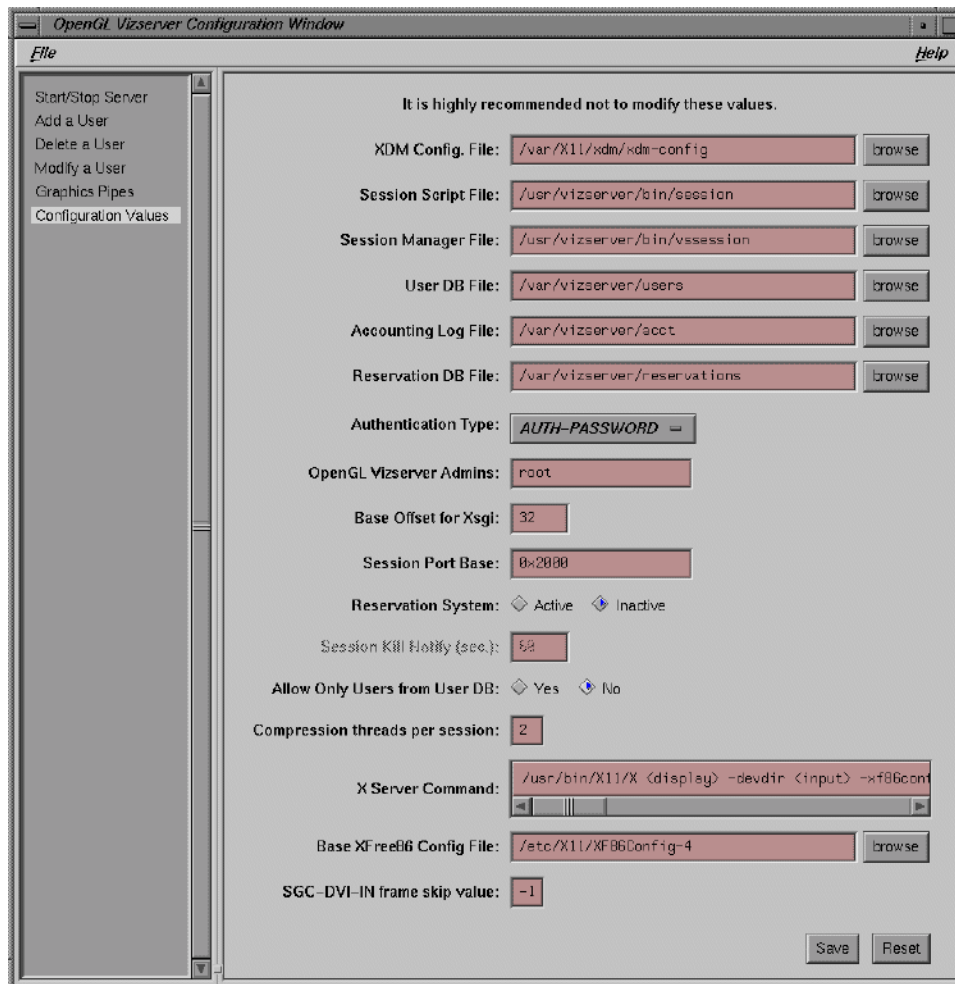 OpenGL Vizserver Configuration Window
File Help
Start/Stop Server
Add a User
Delete a User
Modify a User
Graphics Pipes
Configuration Values
It is highly recommended not to modify these values.
XDM Config. File: /var/X11/xdm/xdm-config browse
Session Script File: /usr/vizserver/bin/session browse
Session Manager File: /usr/vizserver/bin/vssession browse
User DB File: /var/vizserver/users browse
Accounting Log File: /var/vizserver/acct browse
Reservation DB File: /var/vizserver/reservations browse
Authentication Type: AUTH-PASSWORD
OpenGL Vizserver Admins: root
Base Offset for Xsgi: 32
Session Port Base: 0x2000
Reservation System: Active Inactive
Session Kill Notify (sec.): 60
Allow Only Users from User DB: Yes No
Compression threads per session: 2
X Server Command: /usr/bin/X11/X <display> -devdir <input> -xf86conf
Base XFree86 Config File: /etc/X11/XF86Config-4 browse
SGC-DVI-IN frame skip value: -1
Save Reset